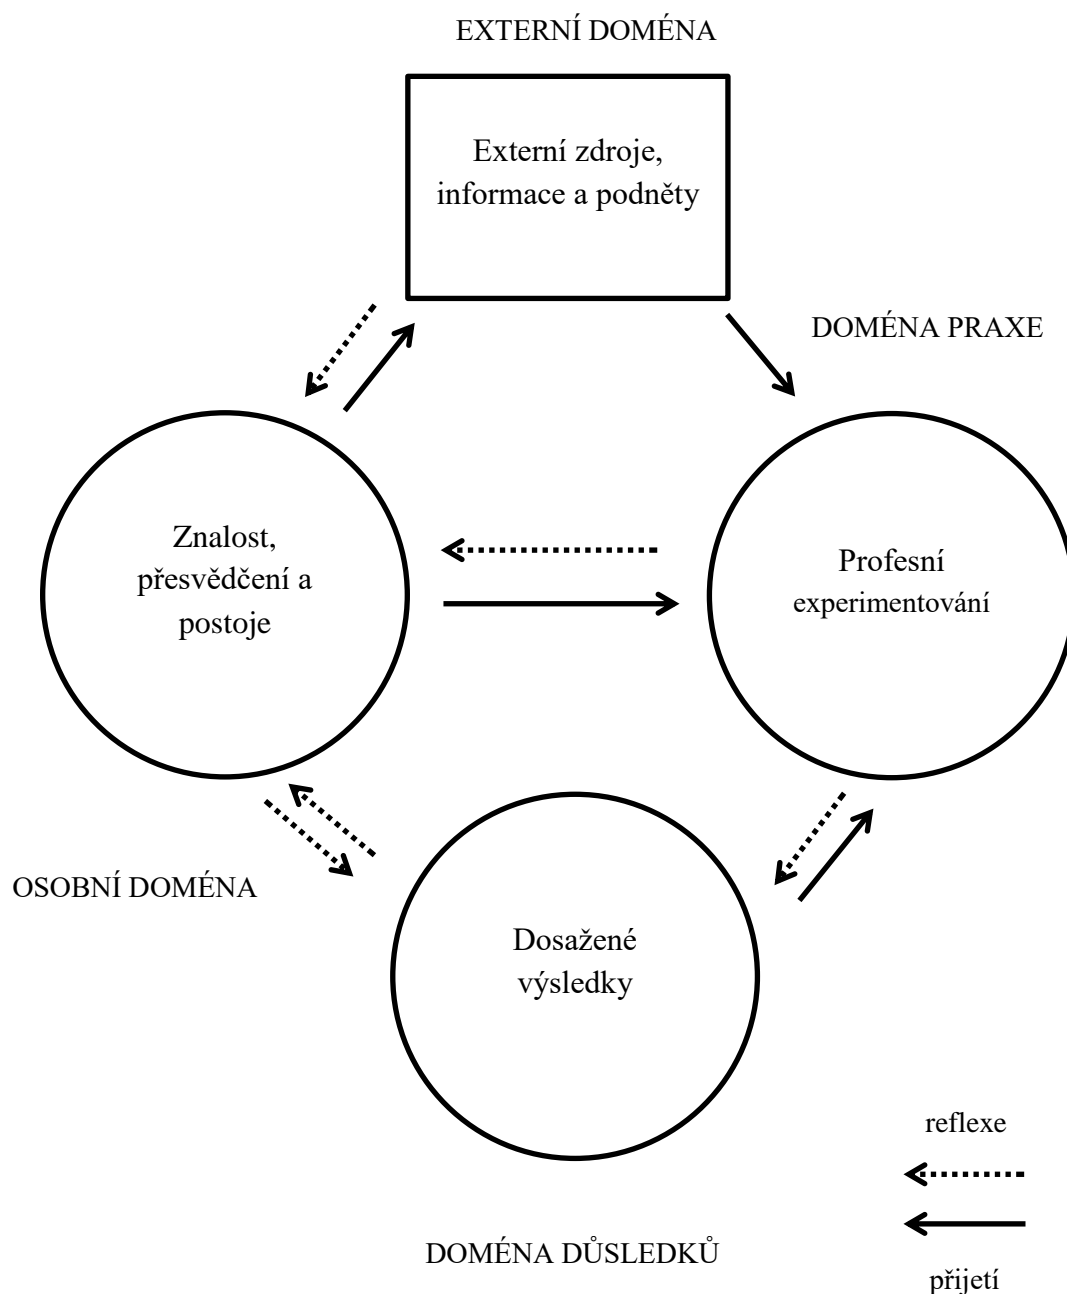 EXTERNÍ DOMÉNA
Externí zdroje,
informace a podněty
DOMÉNA PRAXE
Znalost,
přesvědčení a
postoje
Profesní
experimentování
OSOBNÍ DOMÉNA
Dosažené
výsledky
reflexe
DOMÉNA DŮSLEDKŮ
přijetí